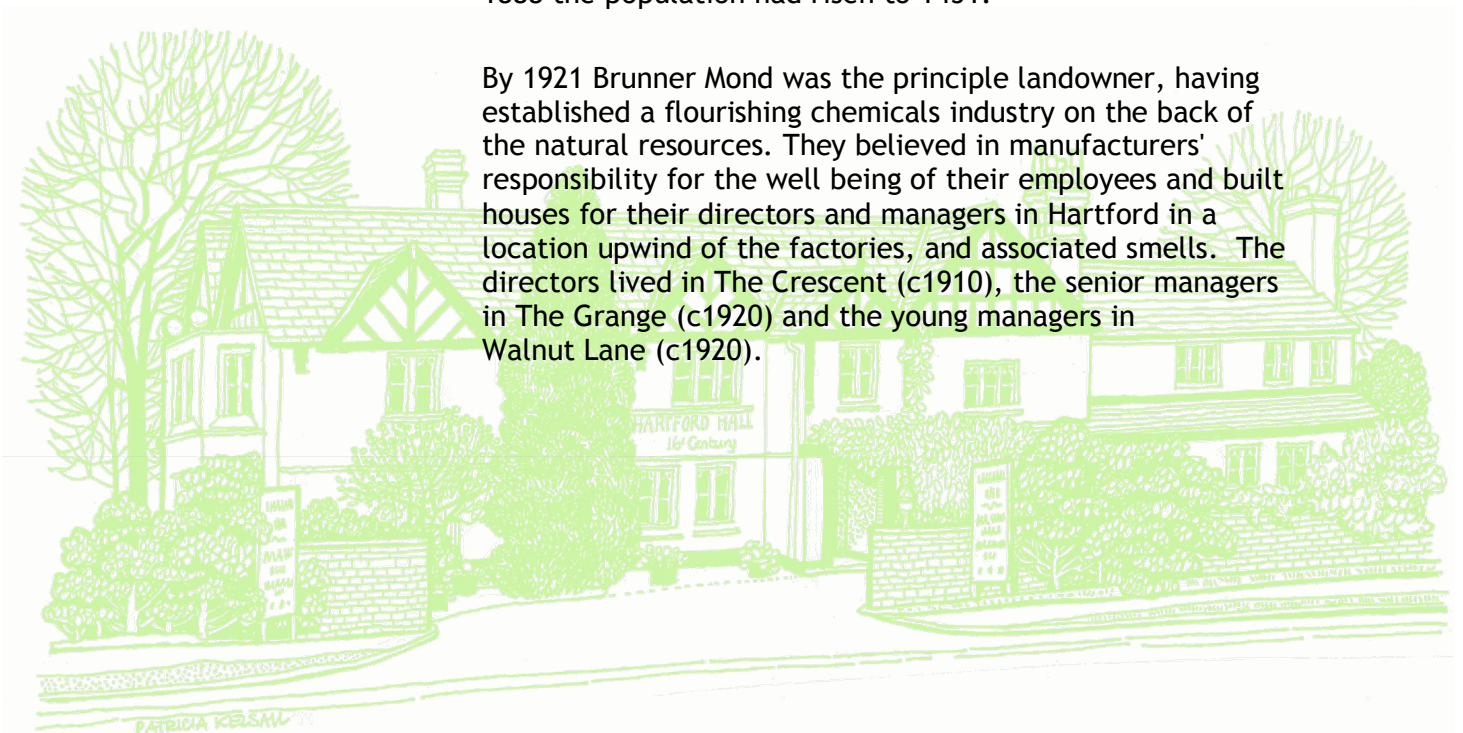 By 1921 Brunner Mond was the principle landowner, having
established a flourishing chemicals industry on the back of
the natural resources. They believed in manufacturers'
responsibility for the well being of their employees and built
houses for their directors and managers in Hartford in a
location upwind of the factories, and associated smells.  The
directors lived in The Crescent (c1910), the senior managers
in The Grange (c1920) and the young managers in
Walnut Lane (c1920).
HARTFORD HALL
16th Century
PATRICIA KELSALL